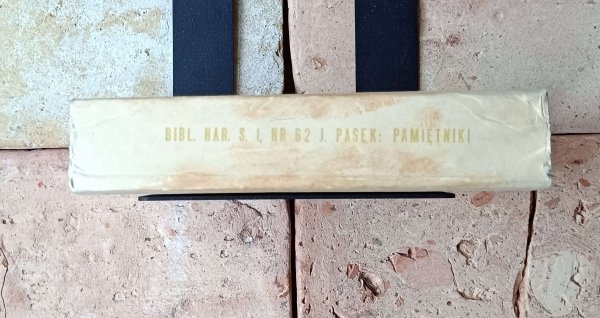 BIBL. NAR. S. I, NR 62 J. PASEK: PAMIĘTNIKI